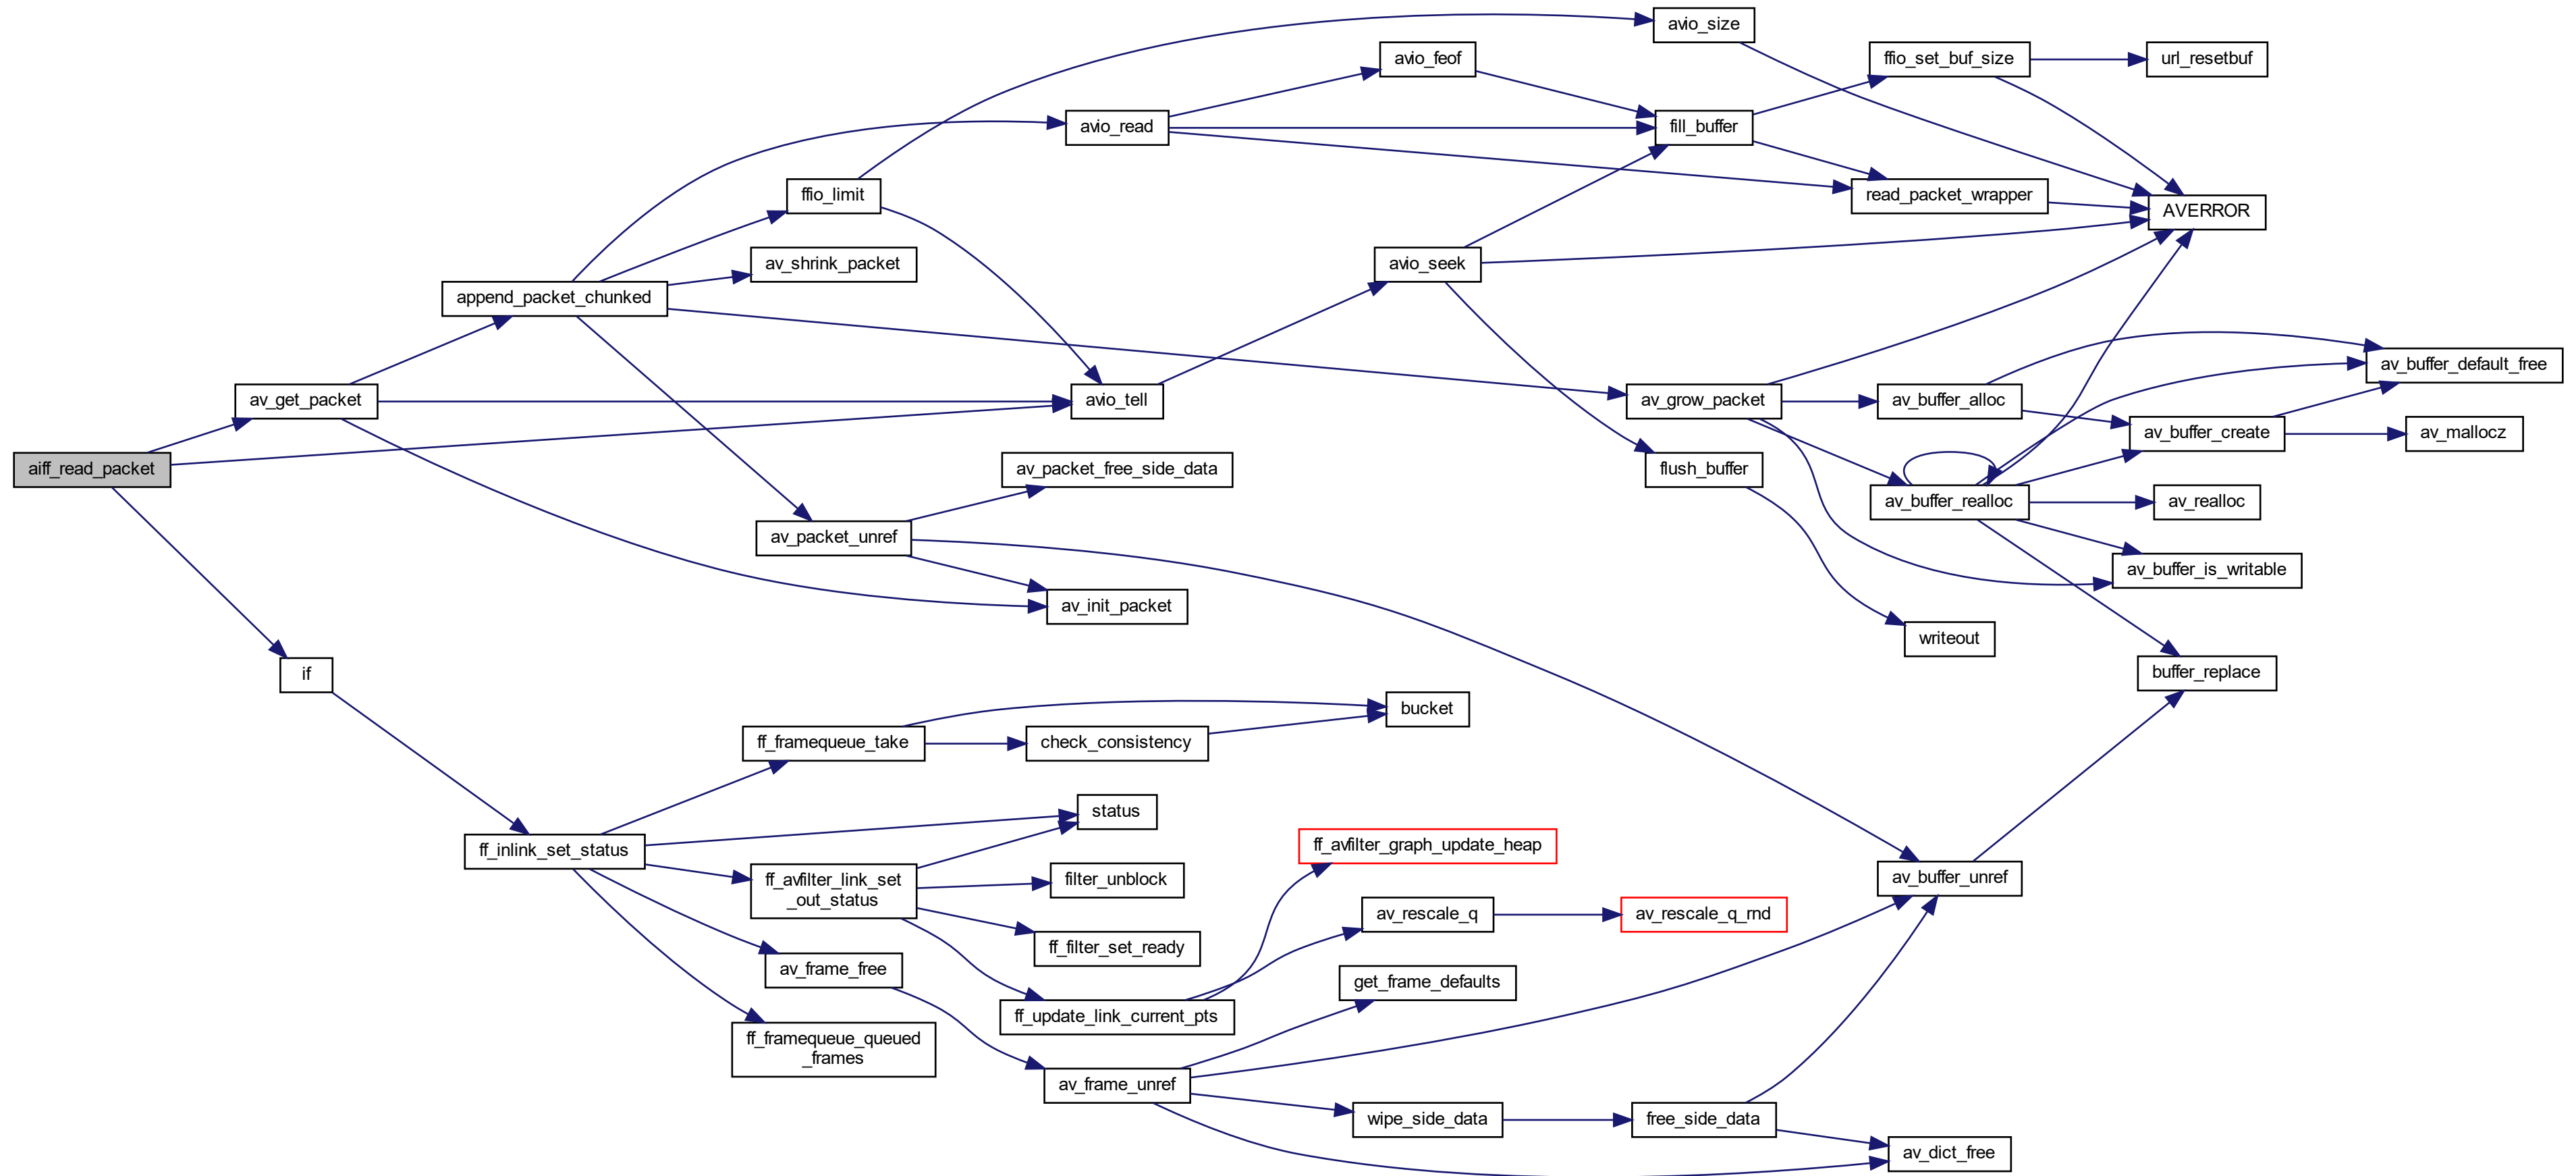 avio_size
avio_feof
ffio_set_buf_size
url_resetbuf
avio_read
fill_buffer
ffio_limit
read_packet_wrapper
AVERROR
av_shrink_packet
avio_seek
append_packet_chunked
av_buffer_default_free
av_get_packet
avio_tell
av_grow_packet
av_buffer_alloc
av_buffer_create
av_mallocz
aiff_read_packet
av_packet_free_side_data
flush_buffer
av_buffer_realloc
av_realloc
av_packet_unref
av_buffer_is_writable
av_init_packet
writeout
if
buffer_replace
bucket
ff_framequeue_take
check_consistency
status
ff_inlink_set_status
ff_avfilter_graph_update_heap
ff_avfilter_link_set
_out_status
filter_unblock
av_buffer_unref
av_rescale_q
av_rescale_q_rnd
ff_filter_set_ready
av_frame_free
get_frame_defaults
ff_update_link_current_pts
ff_framequeue_queued
_frames
av_frame_unref
wipe_side_data
free_side_data
av_dict_free